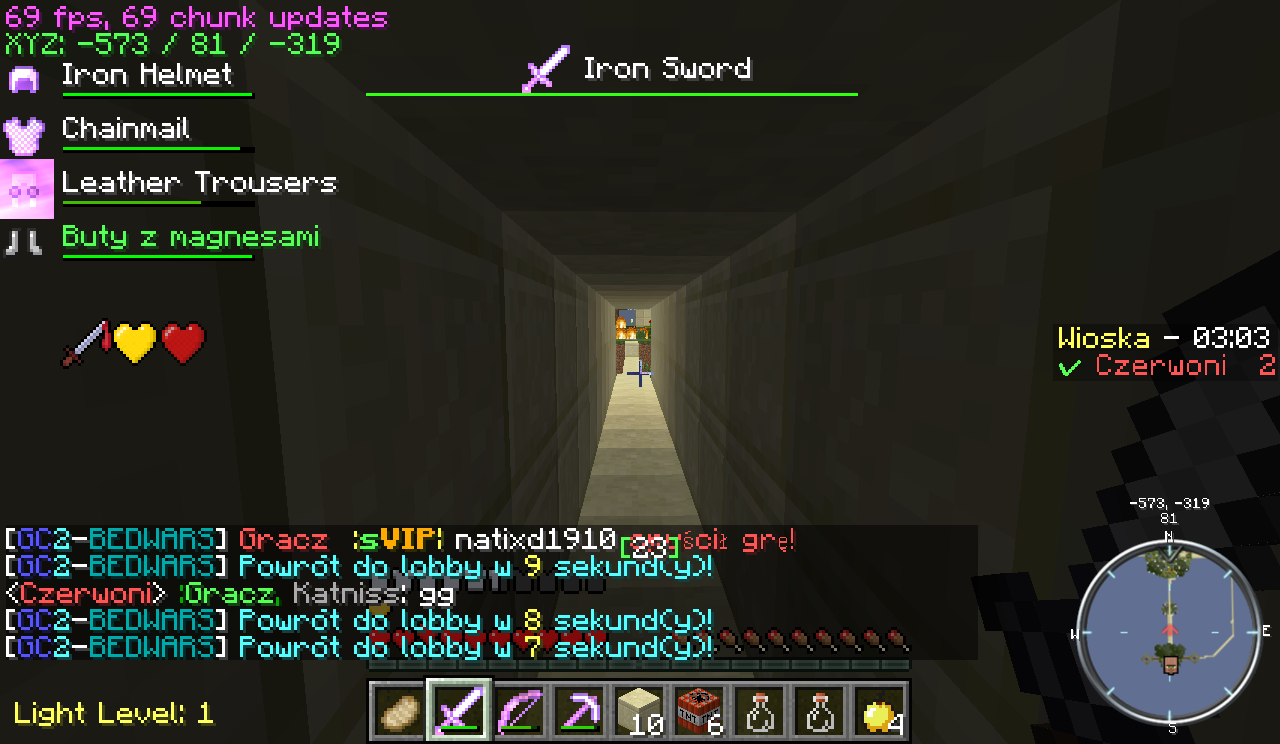 69 fps, 69 chunk updates
XYZ: -573 / 81 / -319
Iron Helmet
Iron Sword
Chainmail
Leather Trousers
Buty z magnesami
Wioska - 03:03
✓ Czerwoni 2
-573, -319
81
N
W
E
S
[GC2-BEDWARS] Gracz [sVIP] natixd1910 grę!
[23]
[GC2-BEDWARS] Powrót do lobby w 9 sekund(y)!
<Czerwoni> Gracz Katniss: gg
[GC2-BEDWARS] Powrót do lobby w 8 sekund(y)!
[GC2-BEDWARS] Powrót do lobby w 7 sekund(y)!
Light Level: 1
TNT
10
6
4